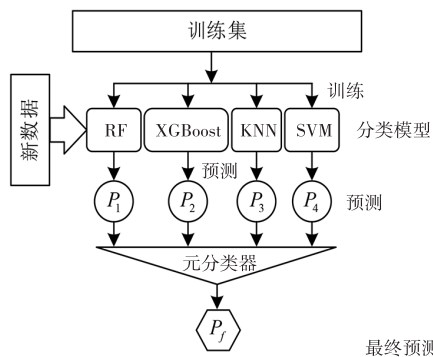 训练集
训练
新数据
RF XGBoost KNN SVM 分类模型
预测
P1 P2 P3 P4 预测
元分类器
Pf
最终预测